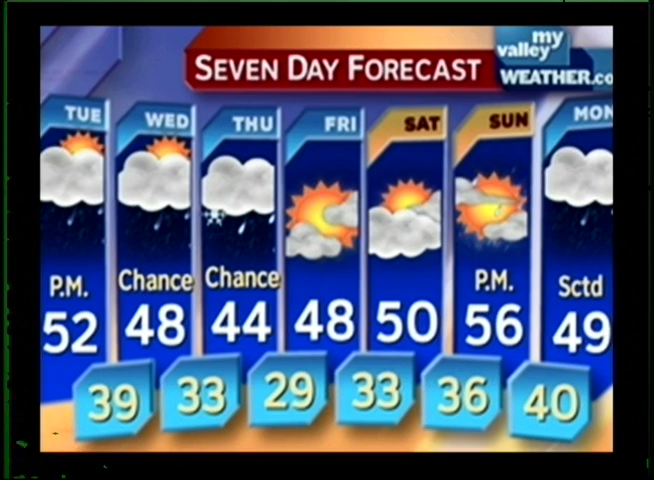 my
valley
SEVEN DAY FORECAST
WEATHER.co
TUE WED THU FRI SAT SUN MON
P.M. Chance Chance P.M. Sctd
52 48 44 48 50 56 49
39 33 29 33 36 40